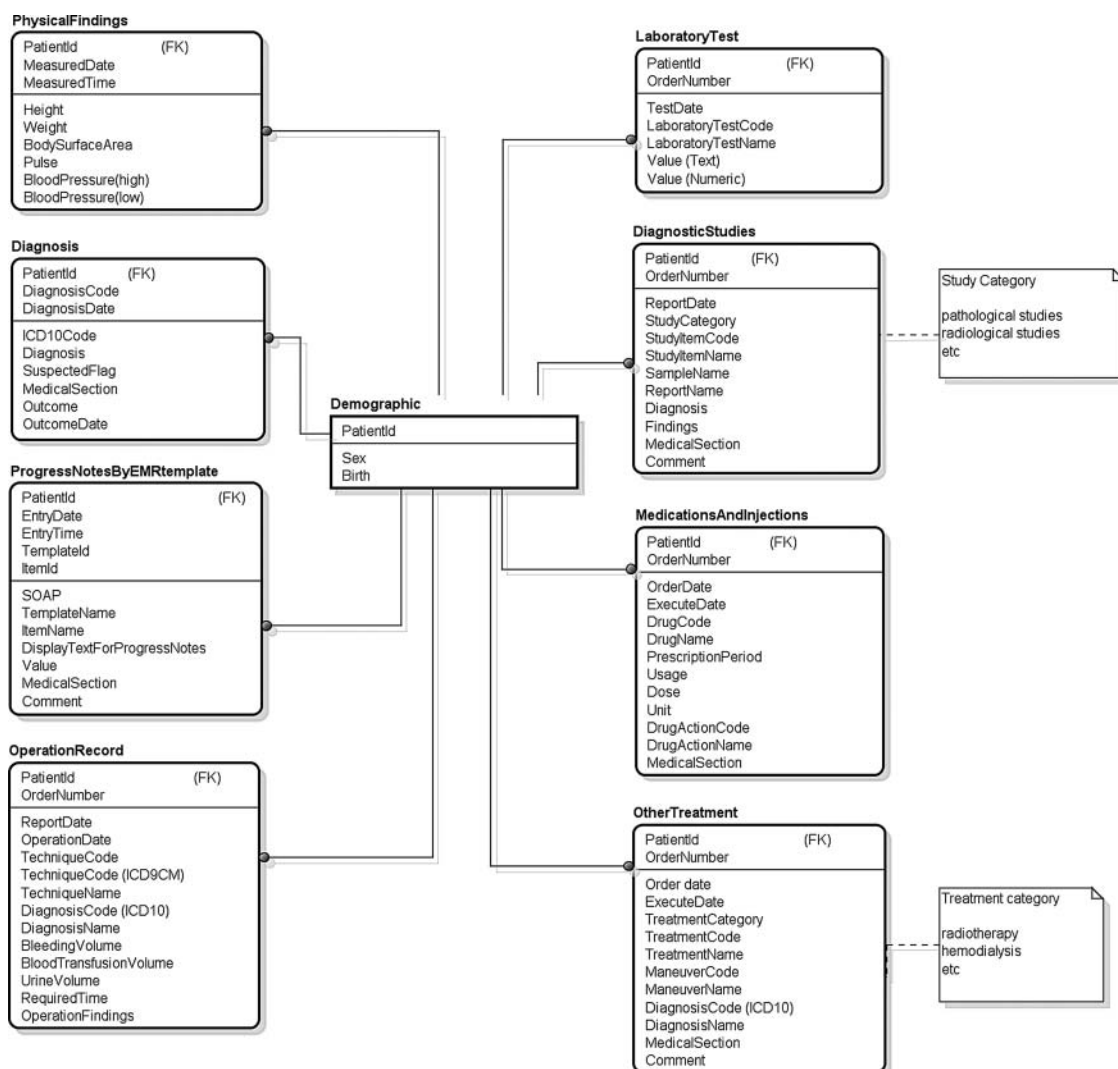 PhysicalFindings
PatientId (FK)
MeasuredDate
MeasuredTime
Height
Weight
BodySurfaceArea
Pulse
BloodPressure(high)
BloodPressure(low)
Diagnosis
PatientId (FK)
DiagnosisCode
DiagnosisDate
ICD10Code
Diagnosis
SuspectedFlag
MedicalSection
Outcome
OutcomeDate
ProgressNotesByEMRtemplate
PatientId (FK)
EntryDate
EntryTime
TemplateId
ItemId
SOAP
TemplateName
ItemName
DisplayTextForProgressNotes
Value
MedicalSection
Comment
OperationRecord
PatientId (FK)
OrderNumber
ReportDate
OperationDate
TechniqueCode
TechniqueCode (ICD9CM)
TechniqueName
DiagnosisCode (ICD10)
DiagnosisName
BleedingVolume
BloodTransfusionVolume
UrineVolume
RequiredTime
OperationFindings
Demographic
PatientId
Sex
Birth
LaboratoryTest
PatientId (FK)
OrderNumber
TestDate
LaboratoryTestCode
LaboratoryTestName
Value (Text)
Value (Numeric)
DiagnosticStudies
PatientId (FK)
OrderNumber
ReportDate
StudyCategory
StudyItemCode
StudyItemName
SampleName
ReportName
Diagnosis
Findings
MedicalSection
Comment
Study Category
pathological studies
radiological studies
etc
MedicationsAndInjections
PatientId (FK)
OrderNumber
OrderDate
ExecuteDate
DrugCode
DrugName
PrescriptionPeriod
Usage
Dose
Unit
DrugActionCode
DrugActionName
MedicalSection
OtherTreatment
PatientId (FK)
OrderNumber
Order date
ExecuteDate
TreatmentCategory
TreatmentCode
TreatmentName
ManeuverCode
ManeuverName
DiagnosisCode (ICD10)
DiagnosisName
MedicalSection
Comment
Treatment category
radiotherapy
hemodialysis
etc